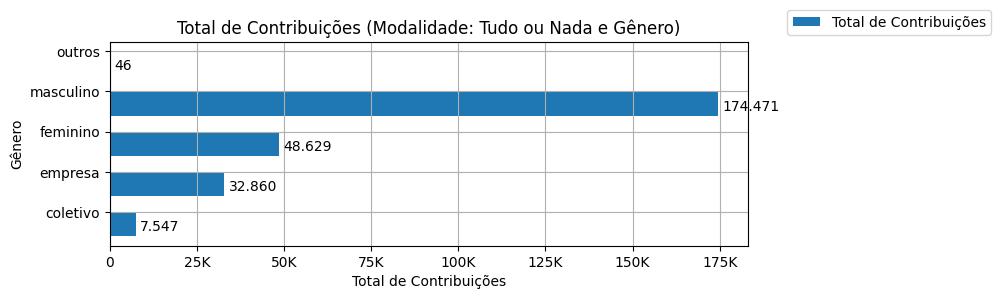 Total de Contribuições (Modalidade: Tudo ou Nada e Gênero)
Total de Contribuições
Gênero
outros
46
masculino
174.471
feminino
48.629
empresa
32.860
coletivo
7.547
0 25K 50K 75K 100K 125K 150K 175K
Total de Contribuições